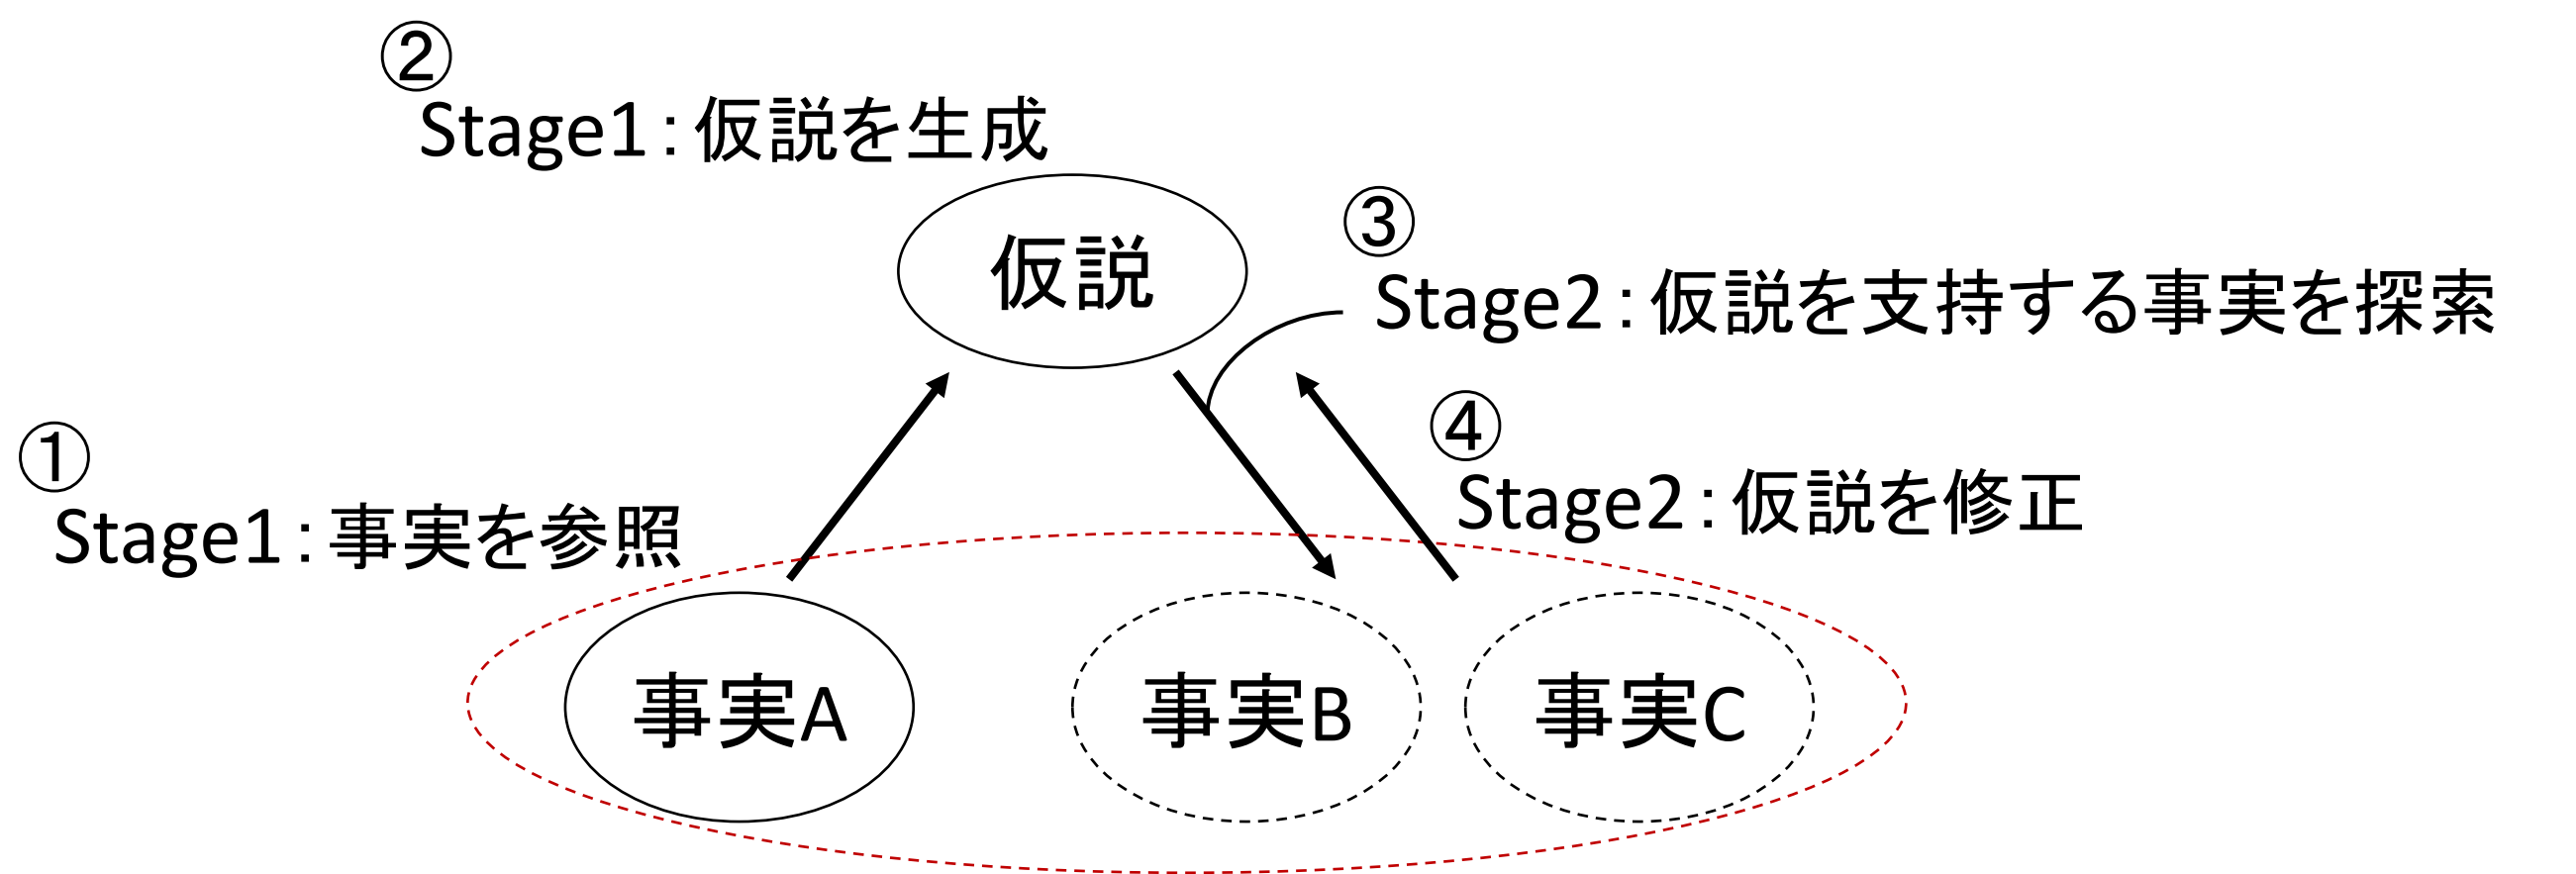 ②
Stage1：仮説を生成
仮説
③
Stage2：仮説を支持する事実を探索
④
Stage2：仮説を修正
①
Stage1：事実を参照
事実A
事実B
事実C